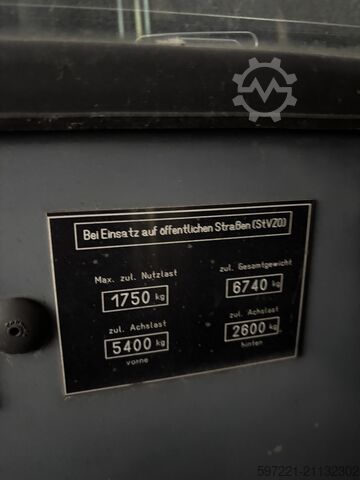 Bei Einsatz auf öffentlichen Straßen (StVZO)
Max. zul. Nutzlast
1750 kg
zul. Gesamtgewicht
6740 kg
zul. Achslast
5400 kg
vorne
zul. Achslast
2600 kg
hinten
597221-21132302